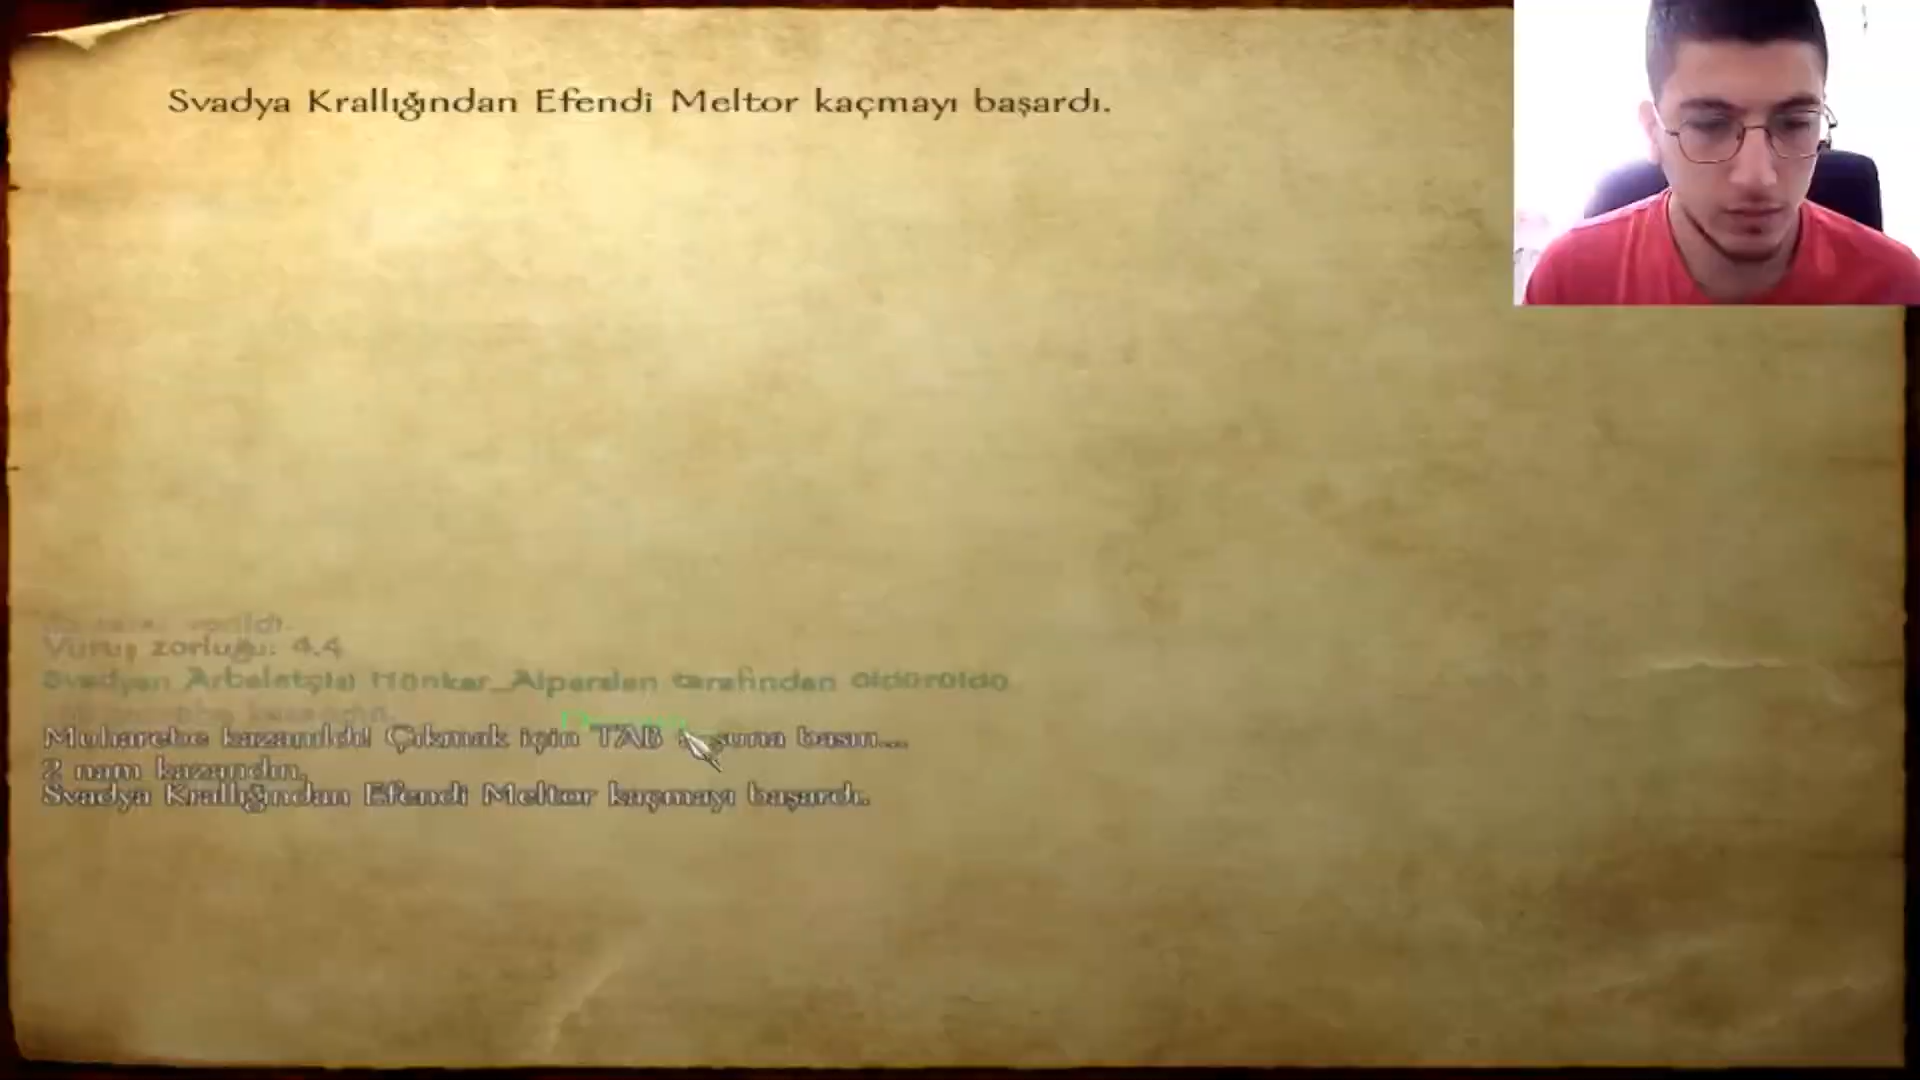 Svadya Krallığından Efendi Meltor kaçmayı başardı.
Vuruş zorluğu: 4.4
Svadyan Arbaletçisi Hünkar_Alperslan tarafından öldürüldü
Muharebe kazanıldı! Çıkmak için TAB basın...
2 nam kazandın.
Svadya Krallığından Efendi Meltor kaçmayı başardı.